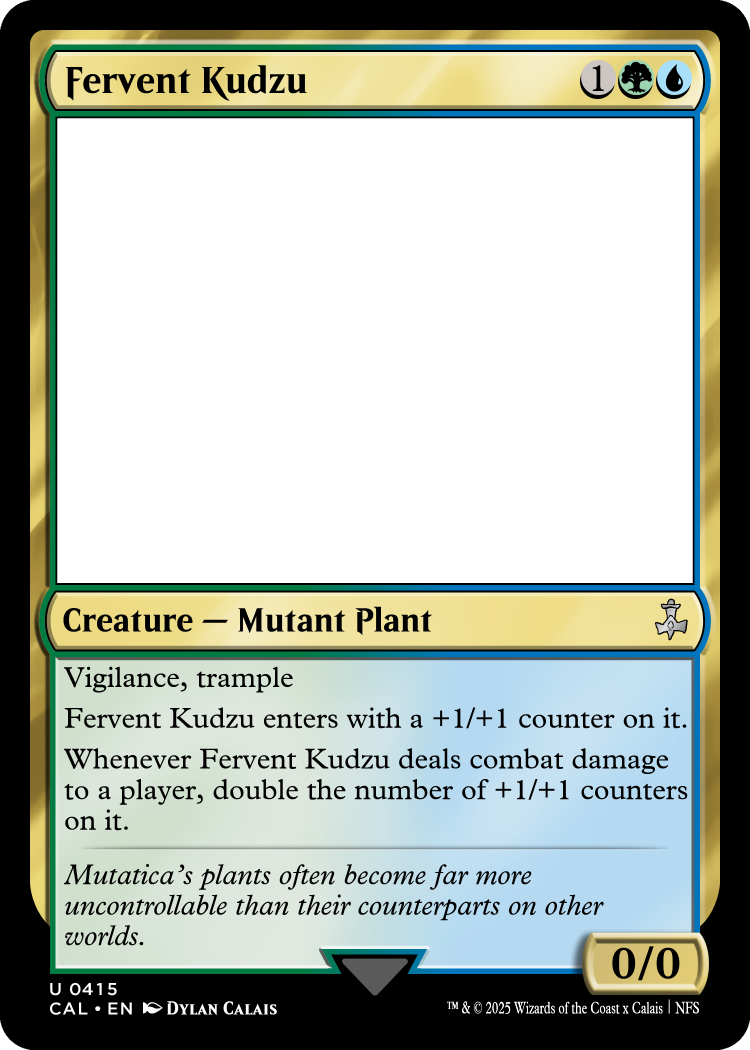 Fervent Kudzu 1
Creature — Mutant Plant
Vigilance, trample
Fervent Kudzu enters with a +1/+1 counter on it.
Whenever Fervent Kudzu deals combat damage
to a player, double the number of +1/+1 counters
on it.
Mutatica's plants often become far more
uncontrollable than their counterparts on other
worlds.
0/0
U 0415
CAL • EN Dylan Calais
™ & © 2025 Wizards of the Coast x Calais | NFS